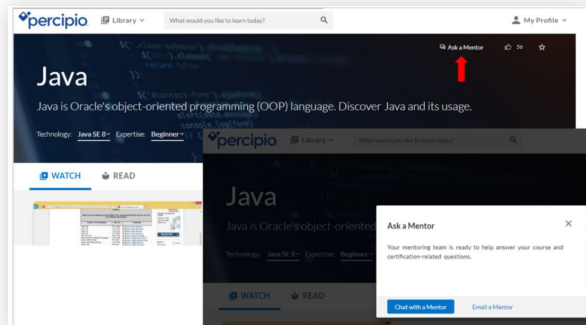 percipio
Library
What would you like to learn today?
My Profile
Ask a Mentor
36
Java
Java is Oracle's object-oriented programming (OOP) language. Discover Java and its usage.
Technology: Java SE 8 Expertise: Beginner
WATCH
READ
percipio
Library
What would you like to learn today?
Java
Java is Oracle's object-oriented
Technology: Java SE 8 Expertise: Beginner
WATCH
READ
Ask a Mentor
Your mentoring team is ready to help answer your course and
certification-related questions.
Chat with a Mentor
Email a Mentor